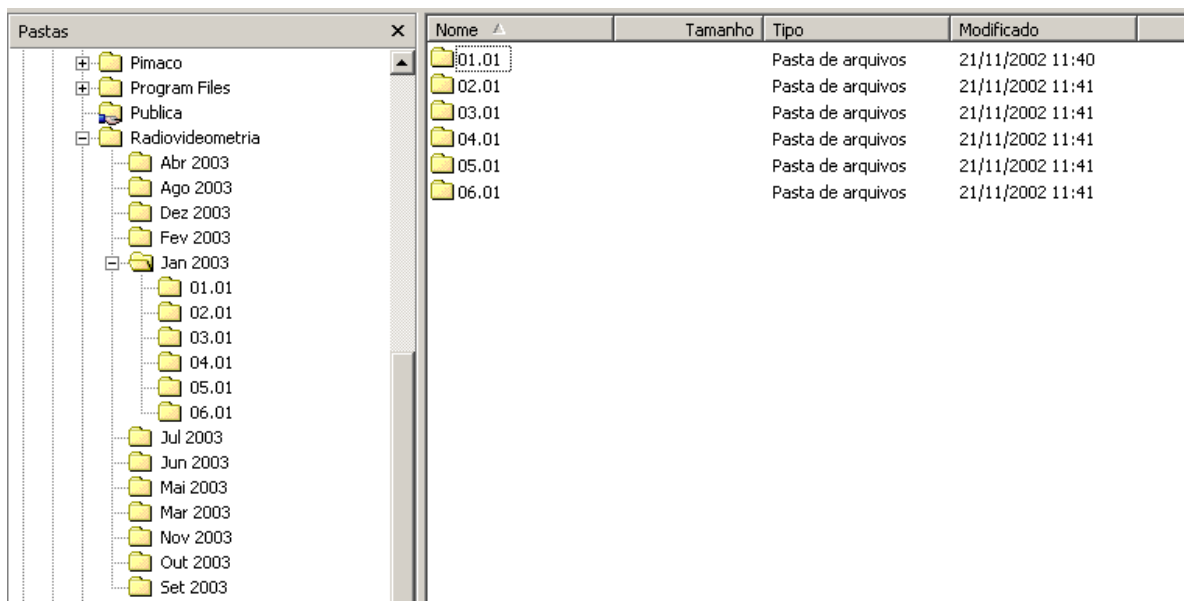 Pastas
Pimaco
Program Files
Publica
Radiovideometria
Abr 2003
Ago 2003
Dez 2003
Fev 2003
Jan 2003
01.01
02.01
03.01
04.01
05.01
06.01
Jul 2003
Jun 2003
Mai 2003
Mar 2003
Nov 2003
Out 2003
Set 2003
Nome Tamanho Tipo Modificado
01.01 Pasta de arquivos 21/11/2002 11:40
02.01 Pasta de arquivos 21/11/2002 11:41
03.01 Pasta de arquivos 21/11/2002 11:41
04.01 Pasta de arquivos 21/11/2002 11:41
05.01 Pasta de arquivos 21/11/2002 11:41
06.01 Pasta de arquivos 21/11/2002 11:41